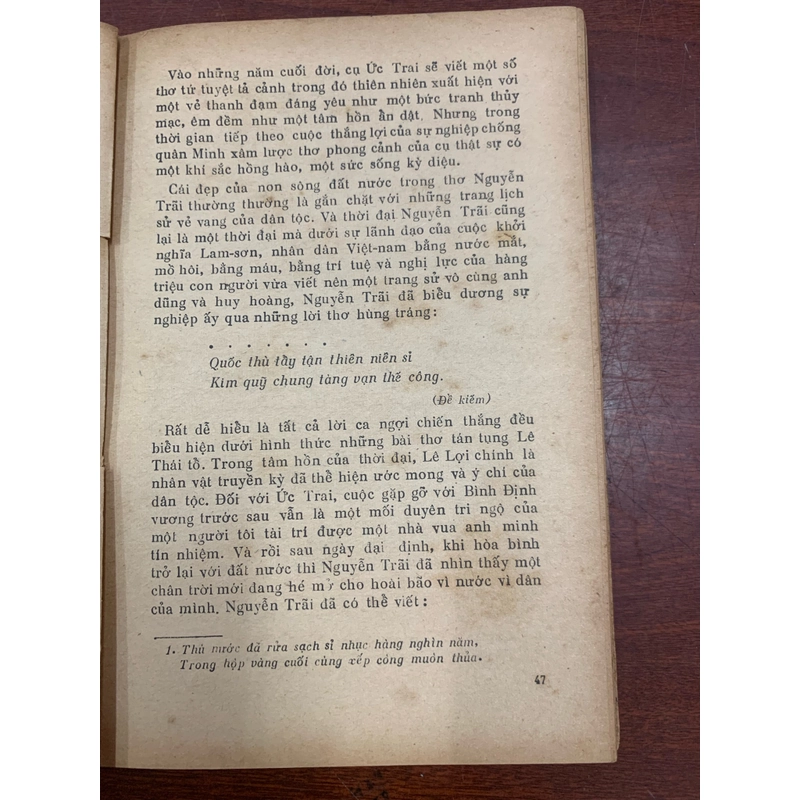 Vào những năm cuối đời, cụ Ức Trai sẽ viết một số
thơ tứ tuyệt tả cảnh trong đó thiên nhiên xuất hiện với
một vẻ thanh đạm đáng yêu như một bức tranh thủy
mạc, êm đềm như một tâm hồn ẩn dật. Nhưng trong
thời gian tiếp theo cuộc thắng lợi của sự nghiệp chống
quân Minh xâm lược thơ phong cảnh của cụ thật sự có
một khí sắc hồng hào, một sức sống kỳ diệu.
Cái đẹp của non sông đất nước trong thơ Nguyễn
Trãi thường thường là gắn chặt với những trang lịch
sử vẻ vang của dân tộc. Và thời đại Nguyễn Trãi cũng
lại là một thời đại mà dưới sự lãnh đạo của cuộc khởi
nghĩa Lam-sơn, nhân dân Việt-nam bằng nước mắt,
mồ hôi, bằng máu, bằng trí tuệ và nghị lực của hàng
triệu con người vừa viết nên một trang sử vô cùng anh
dũng và huy hoàng, Nguyễn Trãi đã biểu dương sự
nghiệp ấy qua những lời thơ hùng tráng:
. . . . . . .
Quốc thù tẩy tận thiên niên sỉ
Kim quỹ chung tàng vạn thế công.
(Đề kiếm)
Rất dễ hiểu là tất cả lời ca ngợi chiến thắng đều
biểu hiện dưới hình thức những bài thơ tán tụng Lê
Thái tổ. Trong tâm hồn của thời đại, Lê Lợi chính là
nhân vật truyền kỳ đã thể hiện ước mong và ý chí của
dân tộc. Đối với Ức Trai, cuộc gặp gỡ với Bình Định
vương trước sau vẫn là một mối duyên tri ngộ của
một người tôi tài trí được một nhà vua anh minh
tín nhiệm. Và rồi sau ngày đại định, khi hòa bình
trở lại với đất nước thì Nguyễn Trãi đã nhìn thấy một
chân trời mới đang hé mở cho hoài bão vì nước vì dân
của mình. Nguyễn Trãi đã có thể viết:
1. Thù nước đã rửa sạch sỉ nhục hàng nghìn năm,
Trong hộp vàng cuối cùng xếp công muôn thủa.
47